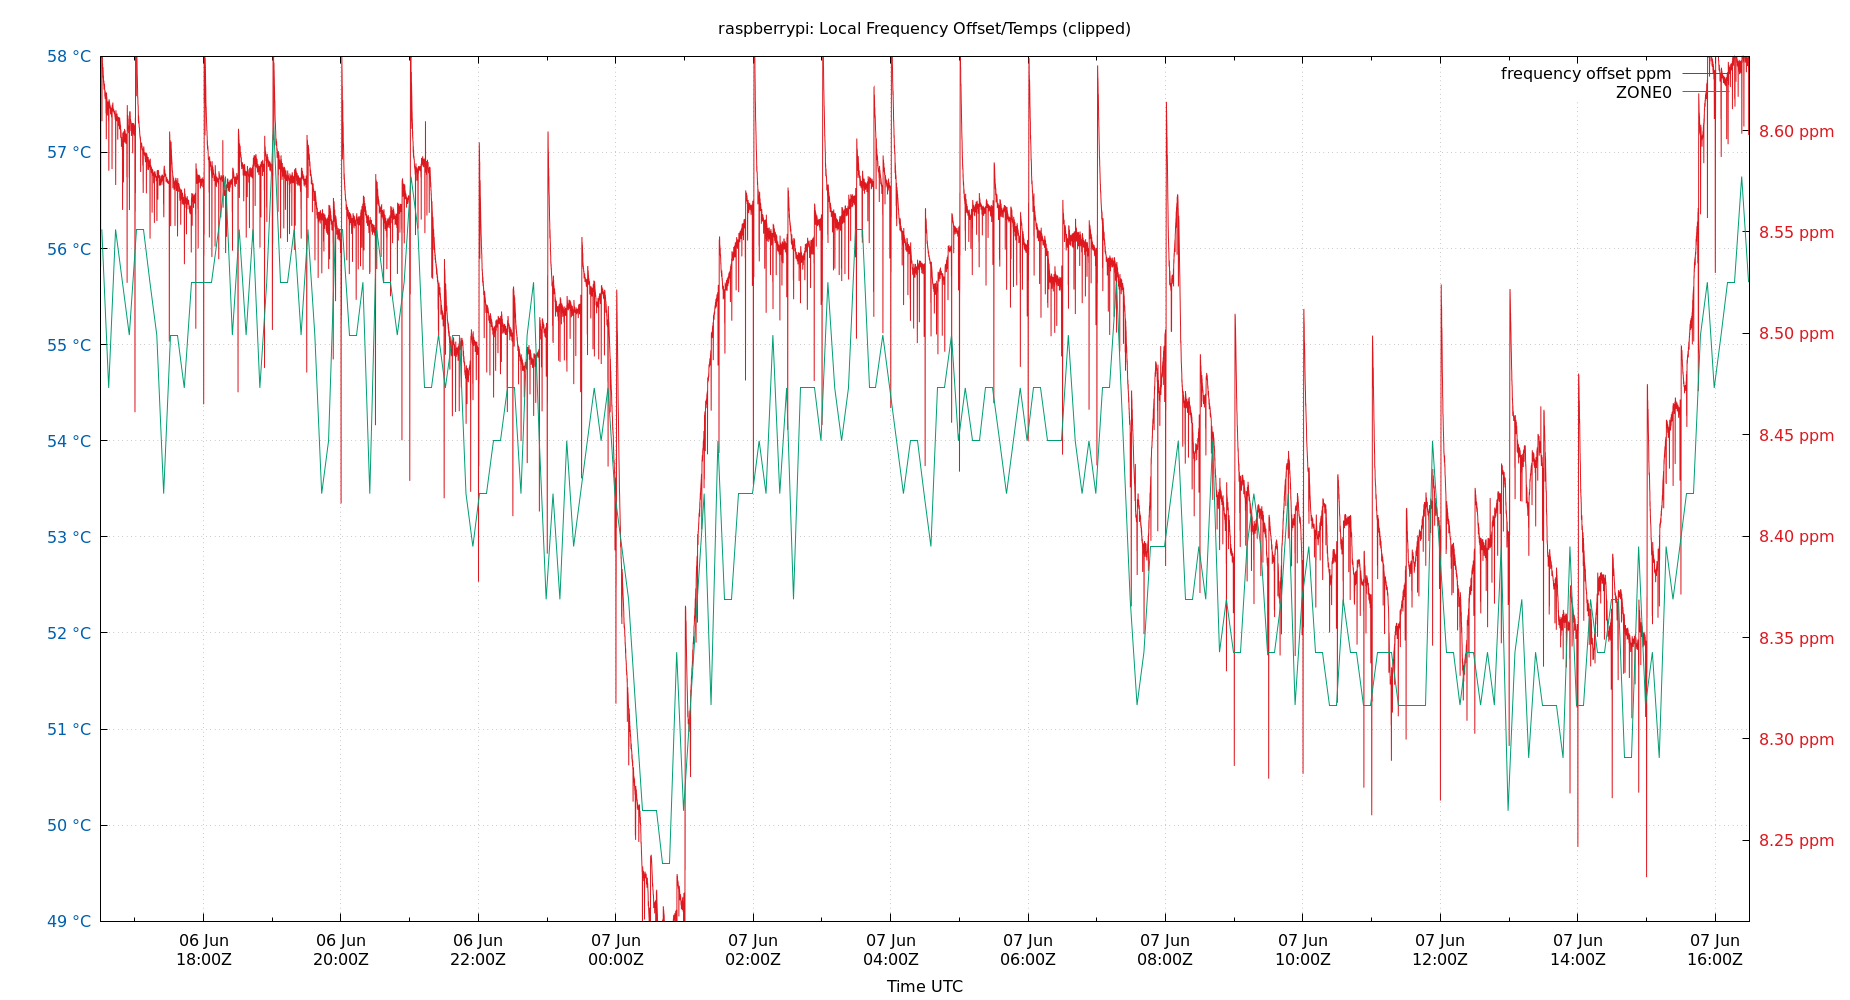 raspberrypi: Local Frequency Offset/Temps (clipped)
58 °C
57 °C
56 °C
55 °C
54 °C
53 °C
52 °C
51 °C
50 °C
49 °C
frequency offset ppm
ZONE0
8.60 ppm
8.55 ppm
8.50 ppm
8.45 ppm
8.40 ppm
8.35 ppm
8.30 ppm
8.25 ppm
06 Jun
18:00Z
06 Jun
20:00Z
06 Jun
22:00Z
07 Jun
00:00Z
07 Jun
02:00Z
07 Jun
04:00Z
07 Jun
06:00Z
07 Jun
08:00Z
07 Jun
10:00Z
07 Jun
12:00Z
07 Jun
14:00Z
07 Jun
16:00Z
Time UTC